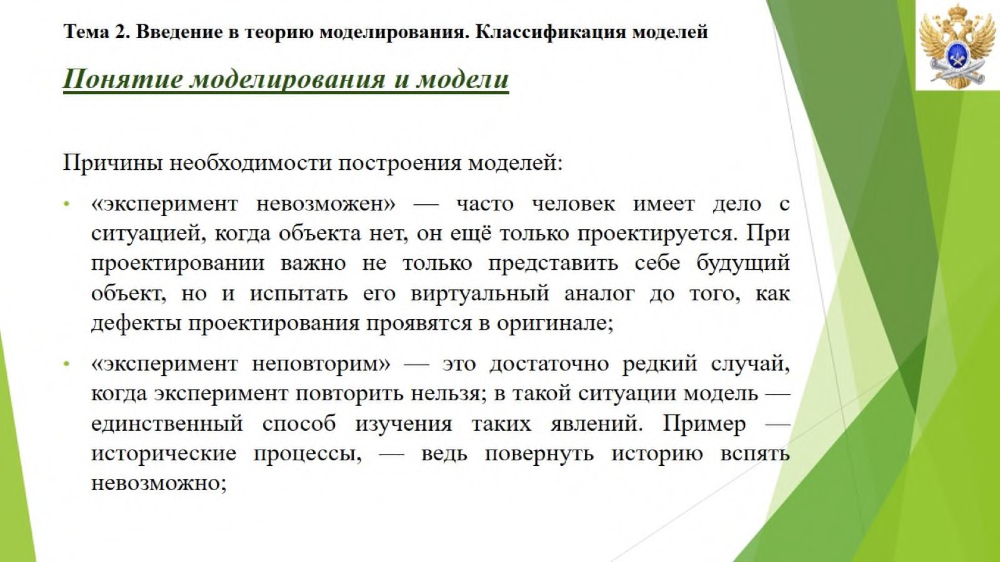 Тема 2. Введение в теорию моделирования. Классификация моделей
Понятие моделирования и модели
Причины необходимости построения моделей:
• «эксперимент невозможен» — часто человек имеет дело с
ситуацией, когда объекта нет, он ещё только проектируется. При
проектировании важно не только представить себе будущий
объект, но и испытать его виртуальный аналог до того, как
дефекты проектирования проявятся в оригинале;
• «эксперимент неповторим» — это достаточно редкий случай,
когда эксперимент повторить нельзя; в такой ситуации модель —
единственный способ изучения таких явлений. Пример —
исторические процессы, — ведь повернуть историю вспять
невозможно;